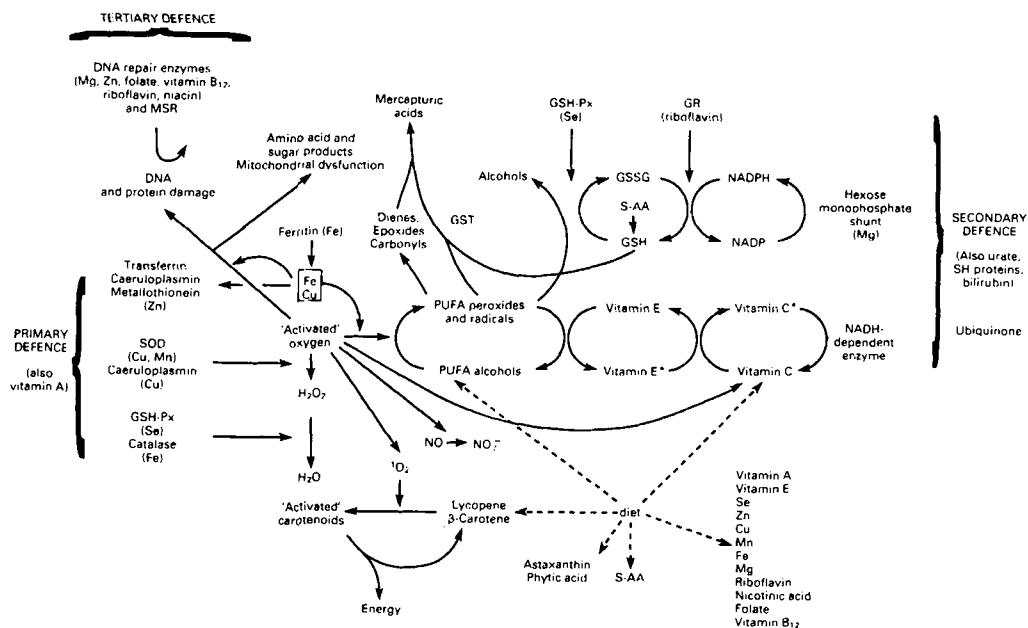 TERTIARY DEFENCE
DNA repair enzymes
(Mg, Zn, folate, vitamin B12,
riboflavin, niacin)
and MSR
DNA
and protein damage
Amino acid and
sugar products
Mitochondrial dysfunction
Mercapturic
acids
GSH-Px
(Se)
GR
(riboflavin)
Alcohols
GSSG
NADPH
S-AA
GST
GSH
NADP
Hexose
monophosphate
shunt
(Mg)
SECONDARY
DEFENCE
(Also urate,
SH proteins,
bilirubin)
Ubiquinone
Dienes,
Epoxides
Carbonyls
Ferritin (Fe)
Fe
Cu
Transferrin
Caeruloplasmin
Metallothionein
(Zn)
PRIMARY
DEFENCE
(also
vitamin A)
SOD
(Cu, Mn)
Caeruloplasmin
(Cu)
GSH-Px
(Se)
Catalase
(Fe)
'Activated'
oxygen
H2O2
H2O
PUFA peroxides
and radicals
PUFA alcohols
Vitamin E
Vitamin E•
Vitamin C•
Vitamin C
NADH-
dependent
enzyme
NO
NO2-
1O2
'Activated'
carotenoids
Lycopene
β-Carotene
Energy
diet
Astaxanthin
Phytic acid
S-AA
Vitamin A
Vitamin E
Se
Zn
Cu
Mn
Fe
Mg
Riboflavin
Nicotinic acid
Folate
Vitamin B12